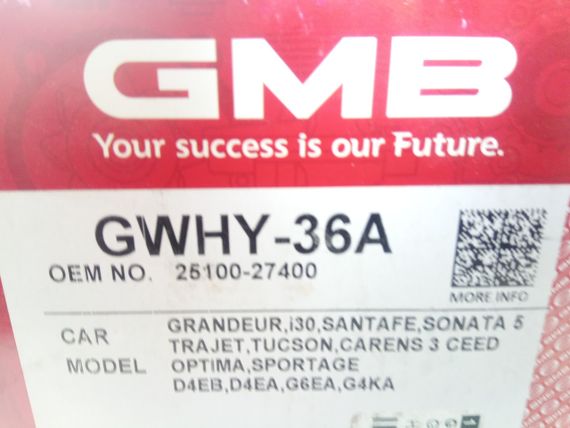 GMB
Your success is our Future.
GWHY-36A
OEM NO. 25100-27400
MORE INFO
CAR MODEL
GRANDEUR,i30,SANTAFE,SONATA 5
TRAJET,TUCSON,CARENS 3 CEED
OPTIMA,SPORTAGE
D4EB,D4EA,G6EA,G4KA